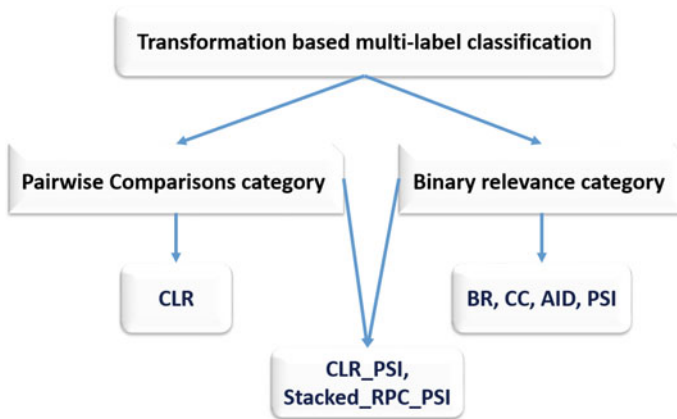 Transformation based multi-label classification
Pairwise Comparisons category
Binary relevance category
CLR
BR, CC, AID, PSI
CLR_PSI,
Stacked_RPC_PSI